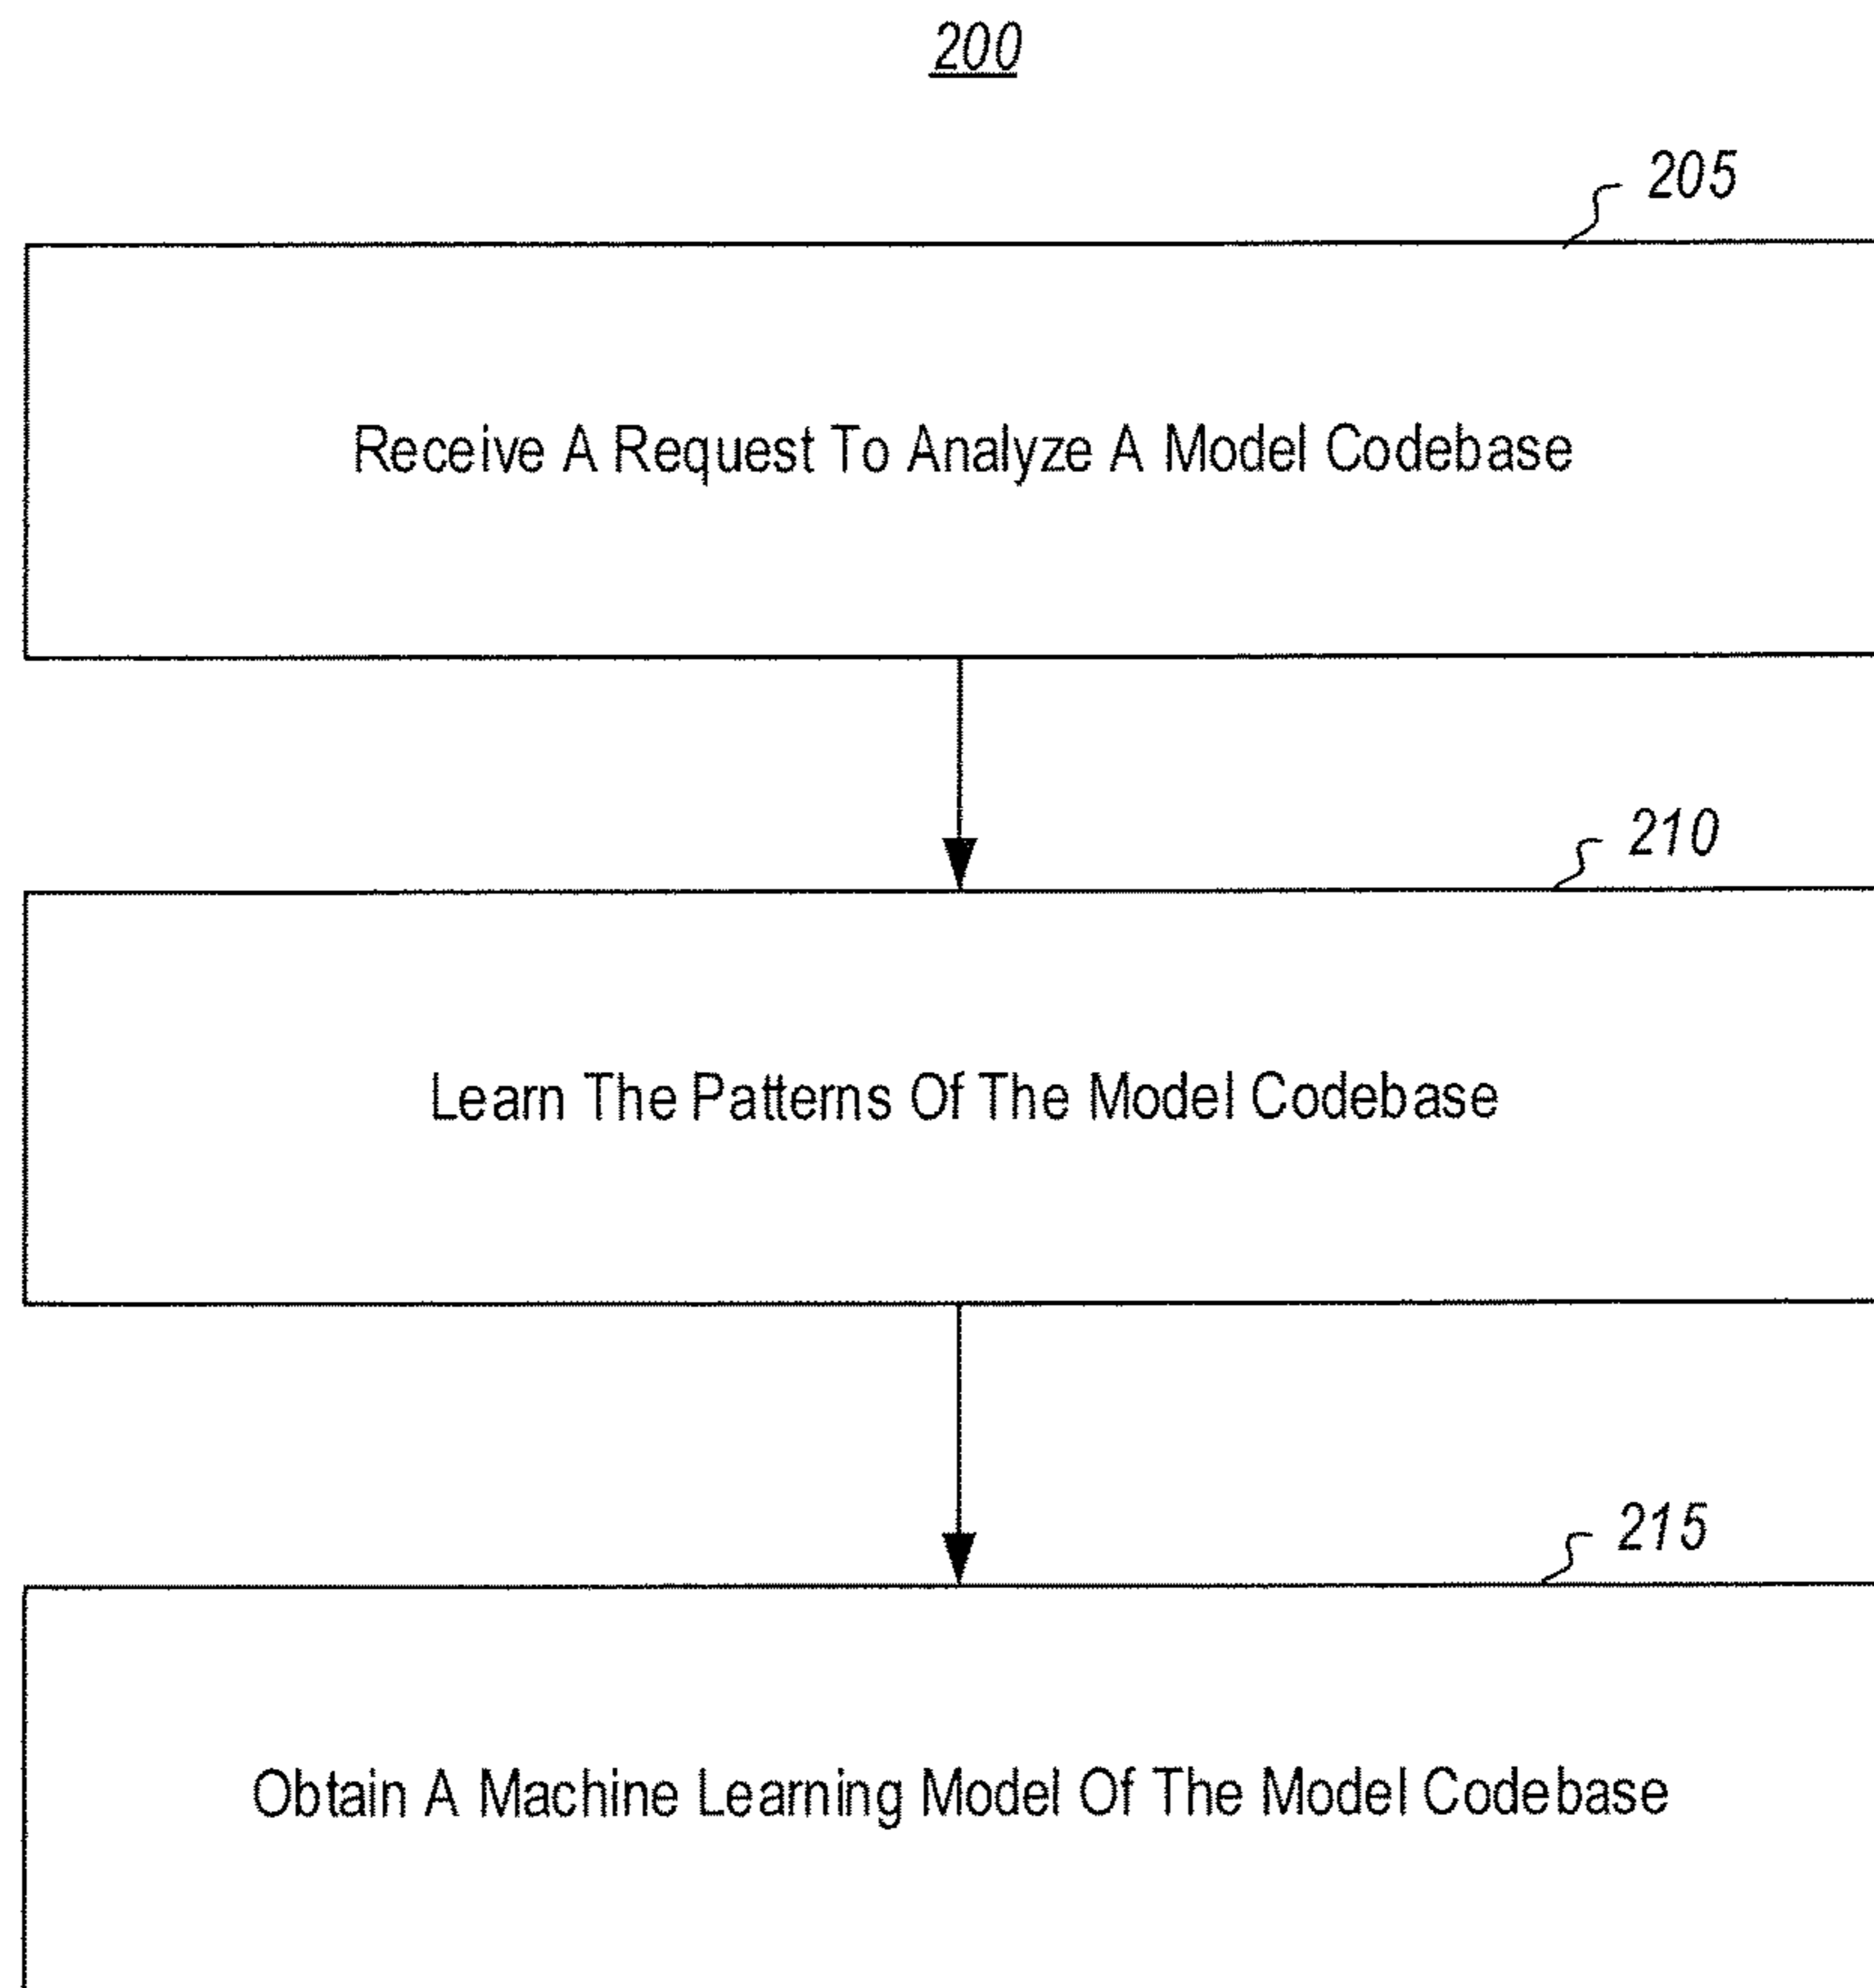 200
205
Receive A Request To Analyze A Model Codebase
210
Learn The Patterns Of The Model Codebase
215
Obtain A Machine Learning Model Of The Model Codebase